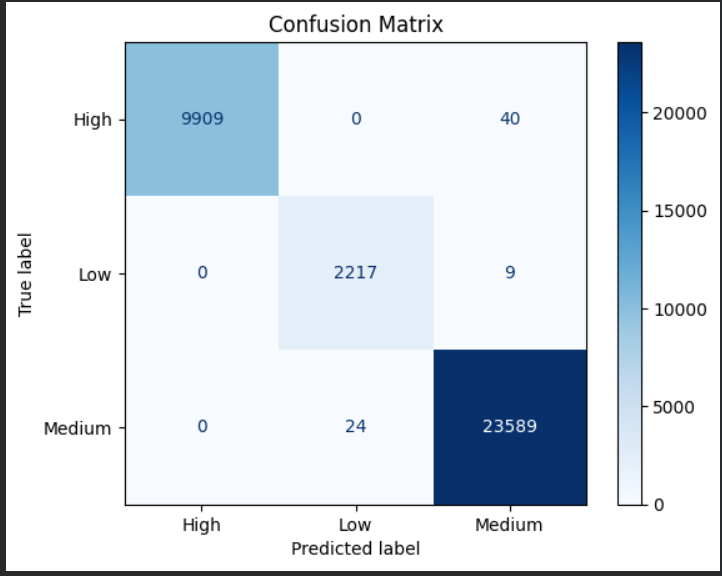 Confusion Matrix
High 9909 0 40
Low 0 2217 9
Medium 0 24 23589
High Low Medium
Predicted label
True label
20000
15000
10000
5000
0